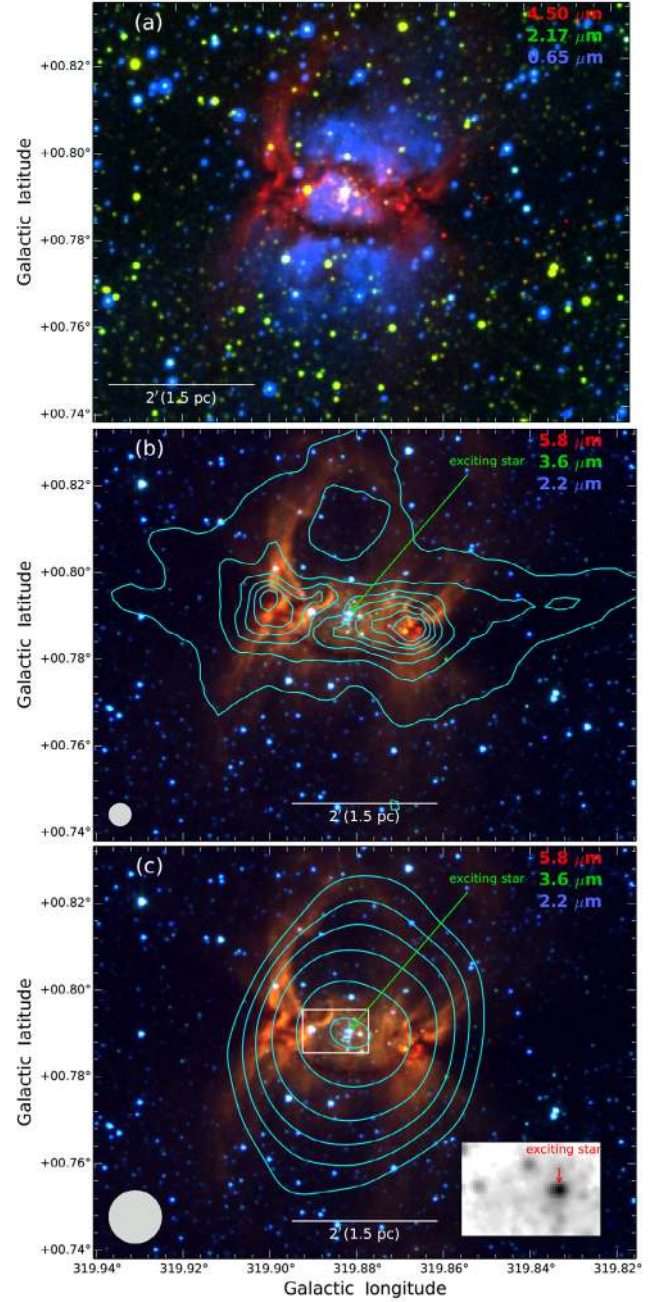 (a)
4.50 μm
2.17 μm
0.65 μm
+00.82°
+00.80°
+00.78°
+00.76°
+00.74°
Galactic latitude
2′(1.5 pc)
(b)
5.8 μm
3.6 μm
2.2 μm
exciting star
+00.82°
+00.80°
+00.78°
+00.76°
+00.74°
Galactic latitude
2′(1.5 pc)
(c)
5.8 μm
3.6 μm
2.2 μm
exciting star
+00.82°
+00.80°
+00.78°
+00.76°
+00.74°
Galactic latitude
exciting star
2′(1.5 pc)
319.94° 319.92° 319.90° 319.88° 319.86° 319.84° 319.82°
Galactic longitude